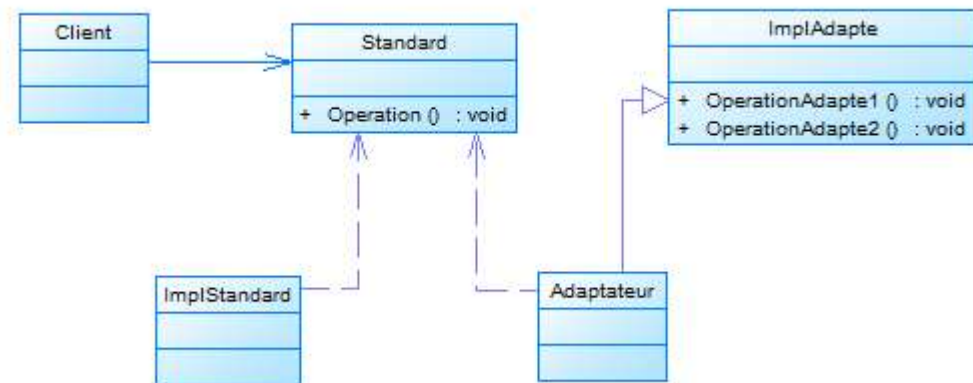 Client
Standard
+ Operation () : void
ImplAdapte
+ OperationAdapte1 () : void
+ OperationAdapte2 () : void
ImplStandard
Adaptateur